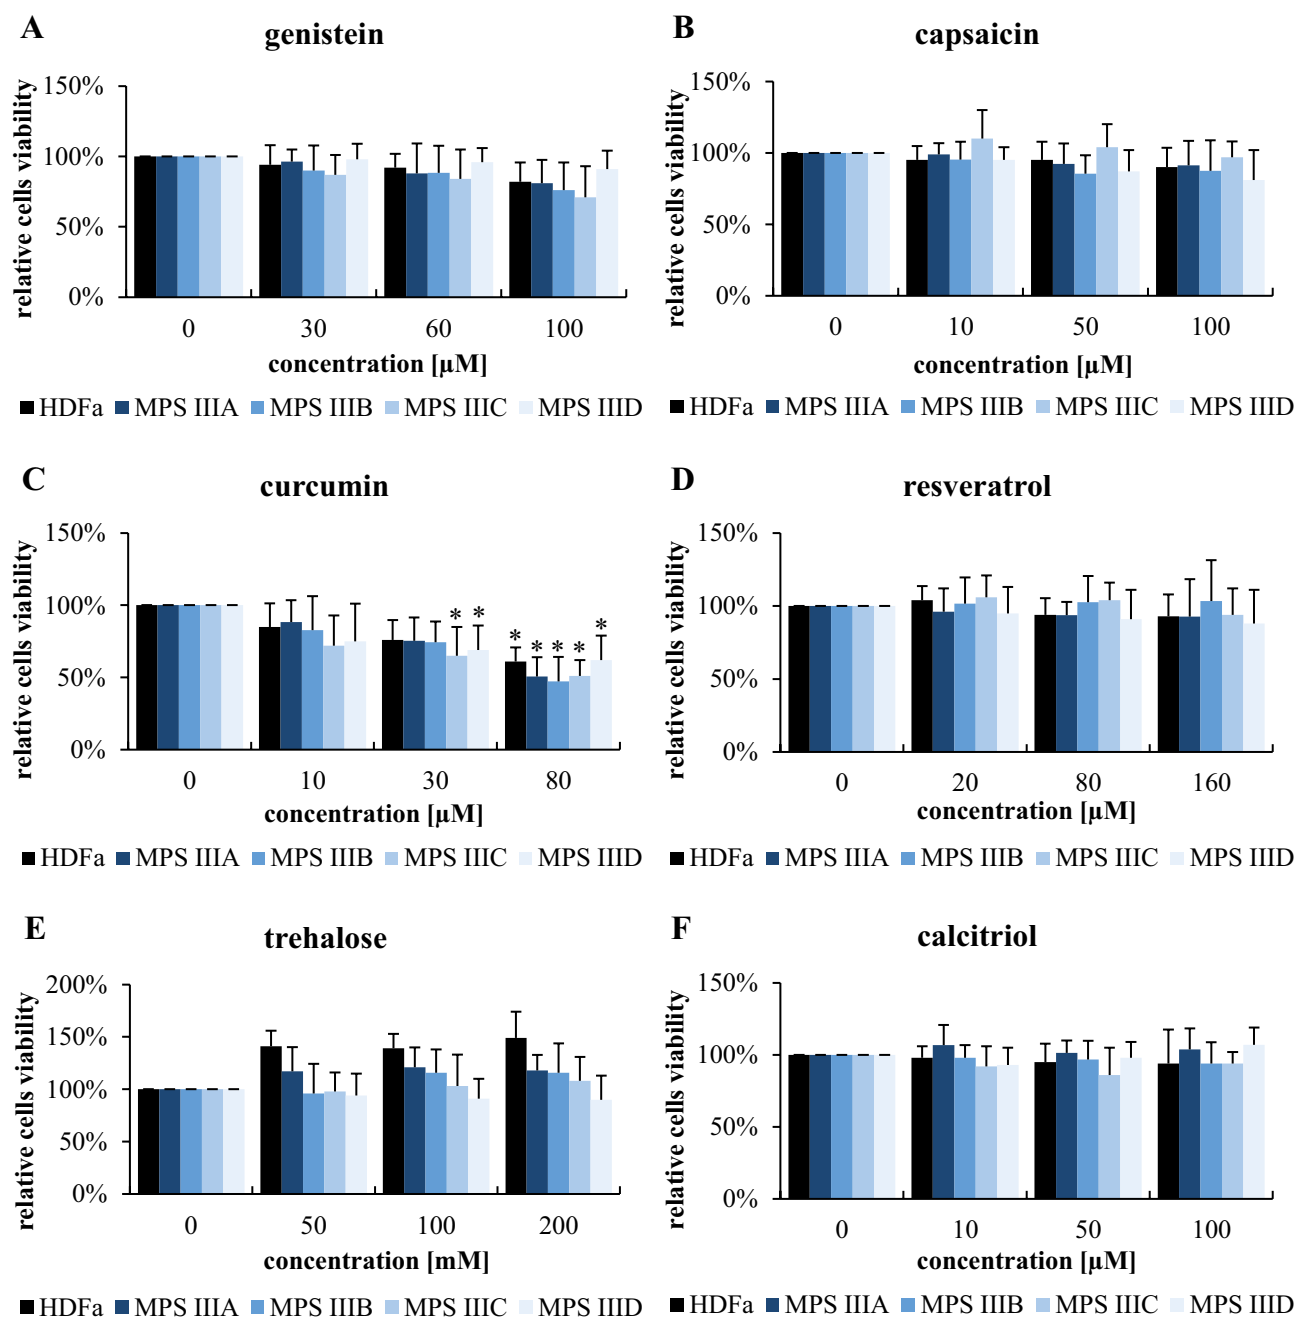 A
genistein
relative cells viability
150%
100%
50%
0%
0 30 60 100
concentration [µM]
HDFa MPS IIIA MPS IIIB MPS IIIC MPS IIID
B
capsaicin
relative cells viability
150%
100%
50%
0%
0 10 50 100
concentration [µM]
HDFa MPS IIIA MPS IIIB MPS IIIC MPS IIID
C
curcumin
relative cells viability
150%
100%
50%
0%
* * * * * * *
0 10 30 80
concentration [µM]
HDFa MPS IIIA MPS IIIB MPS IIIC MPS IIID
D
resveratrol
relative cells viability
150%
100%
50%
0%
0 20 80 160
concentration [µM]
HDFa MPS IIIA MPS IIIB MPS IIIC MPS IIID
E
trehalose
relative cells viability
200%
150%
100%
50%
0%
0 50 100 200
concentration [mM]
HDFa MPS IIIA MPS IIIB MPS IIIC MPS IIID
F
calcitriol
relative cells viability
150%
100%
50%
0%
0 10 50 100
concentration [µM]
HDFa MPS IIIA MPS IIIB MPS IIIC MPS IIID